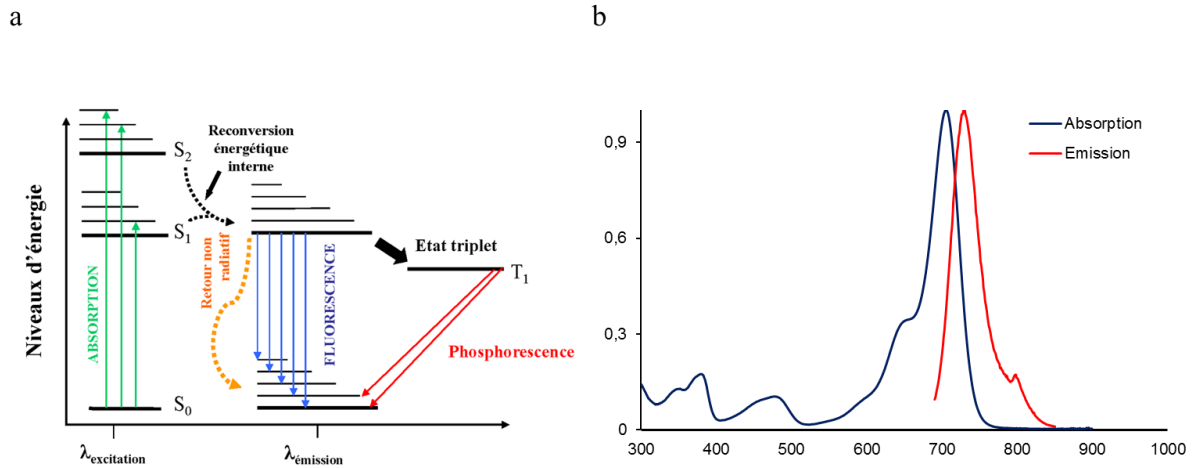 a
b
Niveaux d'énergie
S2
S1
S0
Reconversion
énergétique
interne
ABSORPTION
Retour non
radiatif
FLUORESCENCE
Etat triplet
T1
Phosphorescence
λexcitation
λémission
Absorption
Emission
0,9
0,6
0,3
0
300 400 500 600 700 800 900 1000